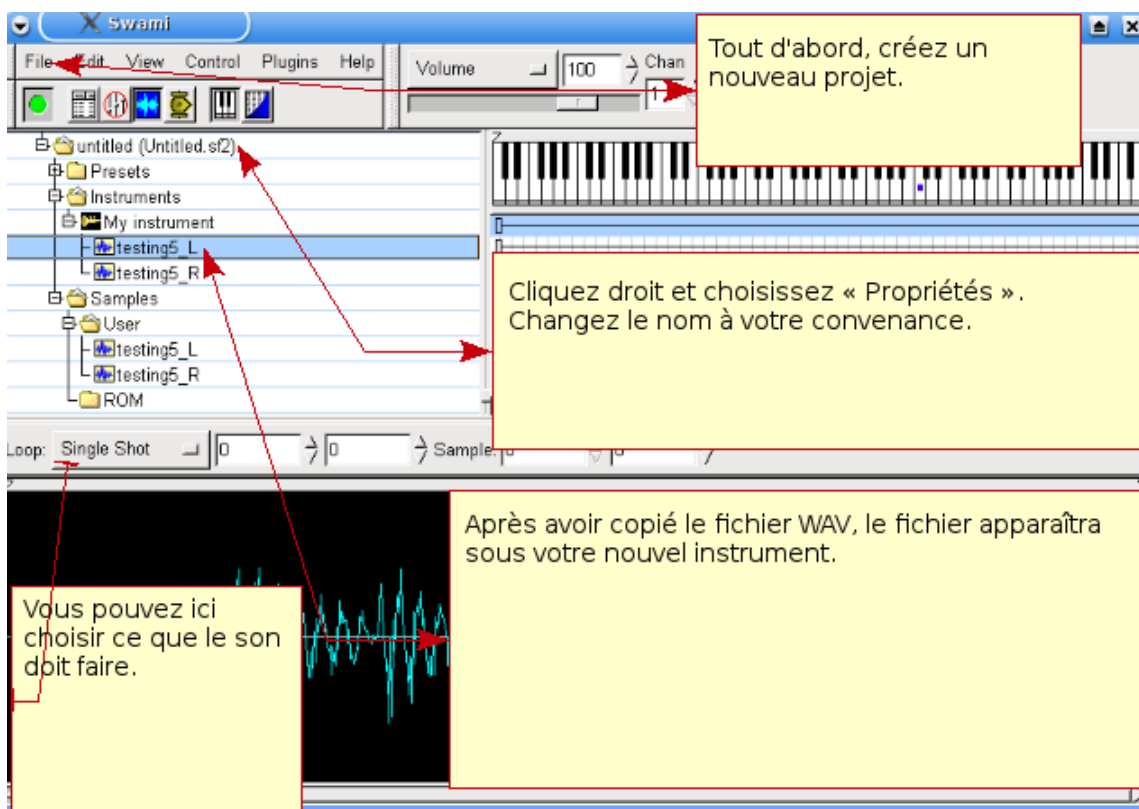 Swami
File Edit View Control Plugins Help
Volume 100 Chan
1
Tout d'abord, créez un
nouveau projet.
untitled (Untitled.sf2)
Presets
Instruments
My instrument
testing5_L
testing5_R
Samples
User
testing5_L
testing5_R
ROM
Cliquez droit et choisissez « Propriétés ».
Changez le nom à votre convenance.
Loop: Single Shot 0 0 Sample:
Après avoir copié le fichier WAV, le fichier apparaîtra
sous votre nouvel instrument.
Vous pouvez ici
choisir ce que le son
doit faire.